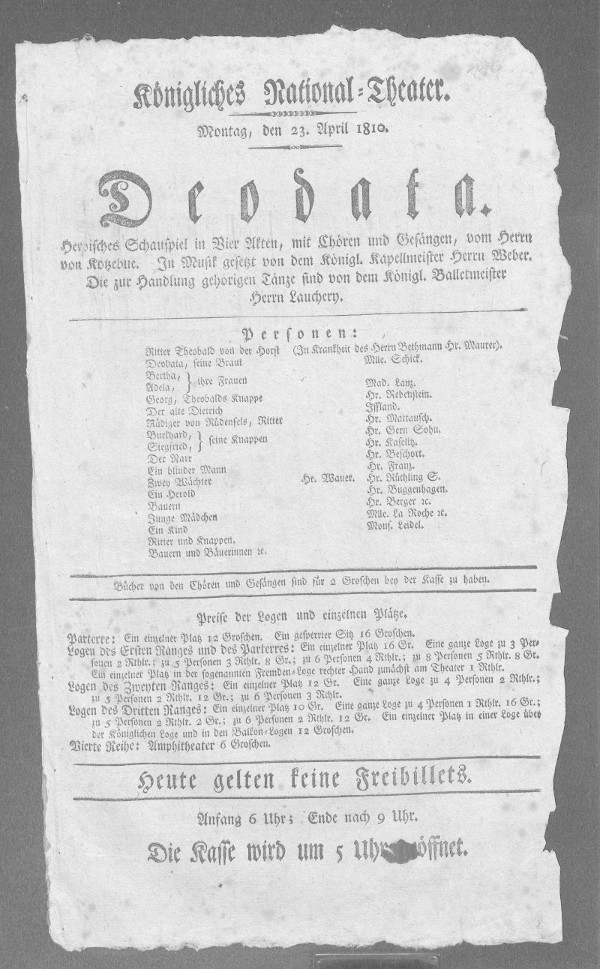 Königliches National-Theater.
Montag, den 23. April 1810.
Deodata.
Heroisches Schauspiel in Vier Akten, mit Chören und Gesängen, vom Herrn
von Kotzebue. In Musik gesetzt von dem Königl. Kapellmeister Herrn Weber.
Die zur Handlung gehörigen Tänze sind von dem Königl. Balletmeister
Herrn Lauchery.
Personen:
Ritter Theobald von der Horst (In Krankheit des Herrn Bethmann Hr. Maurer).
Deodata, seine Braut Mlle. Schick.
Bertha, } ihre Frauen
Adela, Mad. Lanz.
Georg, Theobalds Knappe Hr. Rebenstein.
Der alte Dietrich Iffland.
Rüdiger von Rüdensels, Ritter Hr. Mattausch.
Burkhard, } seine Knappen Hr. Gern Sohn.
Siegfried, Hr. Kaselitz.
Der Narr Hr. Beschort.
Ein blinder Mann Hr. Franz.
Zwey Wächter Hr. Wauer. Hr. Rüthling S.
Ein Herold Hr. Buggenhagen.
Bauern Hr. Berger ꝛc.
Junge Mädchen Mlle. La Roche ꝛc.
Ein Kind Mons. Leidel.
Ritter und Knappen.
Bauern und Bäuerinnen ꝛc.
Bücher von den Chören und Gesängen sind für 2 Groschen bey der Kasse zu haben.
Preise der Logen und einzelnen Plätze.
Parterre: Ein einzelner Platz 12 Groschen. Ein gesperrter Sitz 16 Groschen.
Logen des Ersten Ranges und des Parterres: Ein einzelner Platz 16 Gr. Eine ganze Loge zu 3 Per-
sonen 2 Rthlr.; zu 5 Personen 3 Rthlr. 8 Gr.; zu 6 Personen 4 Rthlr.; zu 8 Personen 5 Rthlr. 8 Gr.
Ein einzelner Platz in der sogenannten Fremden-Loge rechter Hand zunächst am Theater 1 Rthlr.
Logen des Zweyten Ranges: Ein einzelner Platz 12 Gr. Eine ganze Loge zu 4 Personen 2 Rthlr.;
zu 5 Personen 2 Rthlr. 12 Gr.; zu 6 Personen 3 Rthlr.
Logen des Dritten Ranges: Ein einzelner Platz 10 Gr. Eine ganze Loge zu 4 Personen 1 Rthlr. 16 Gr.;
zu 5 Personen 2 Rthlr. 2 Gr.; zu 6 Personen 2 Rthlr. 12 Gr. Ein einzelner Platz in einer Loge über
der Königlichen Loge und in den Balkon-Logen 12 Groschen.
Vierte Reihe: Amphitheater 6 Groschen.
Heute gelten keine Freibillets.
Anfang 6 Uhr; Ende nach 9 Uhr.
Die Kasse wird um 5 Uhr geöffnet.